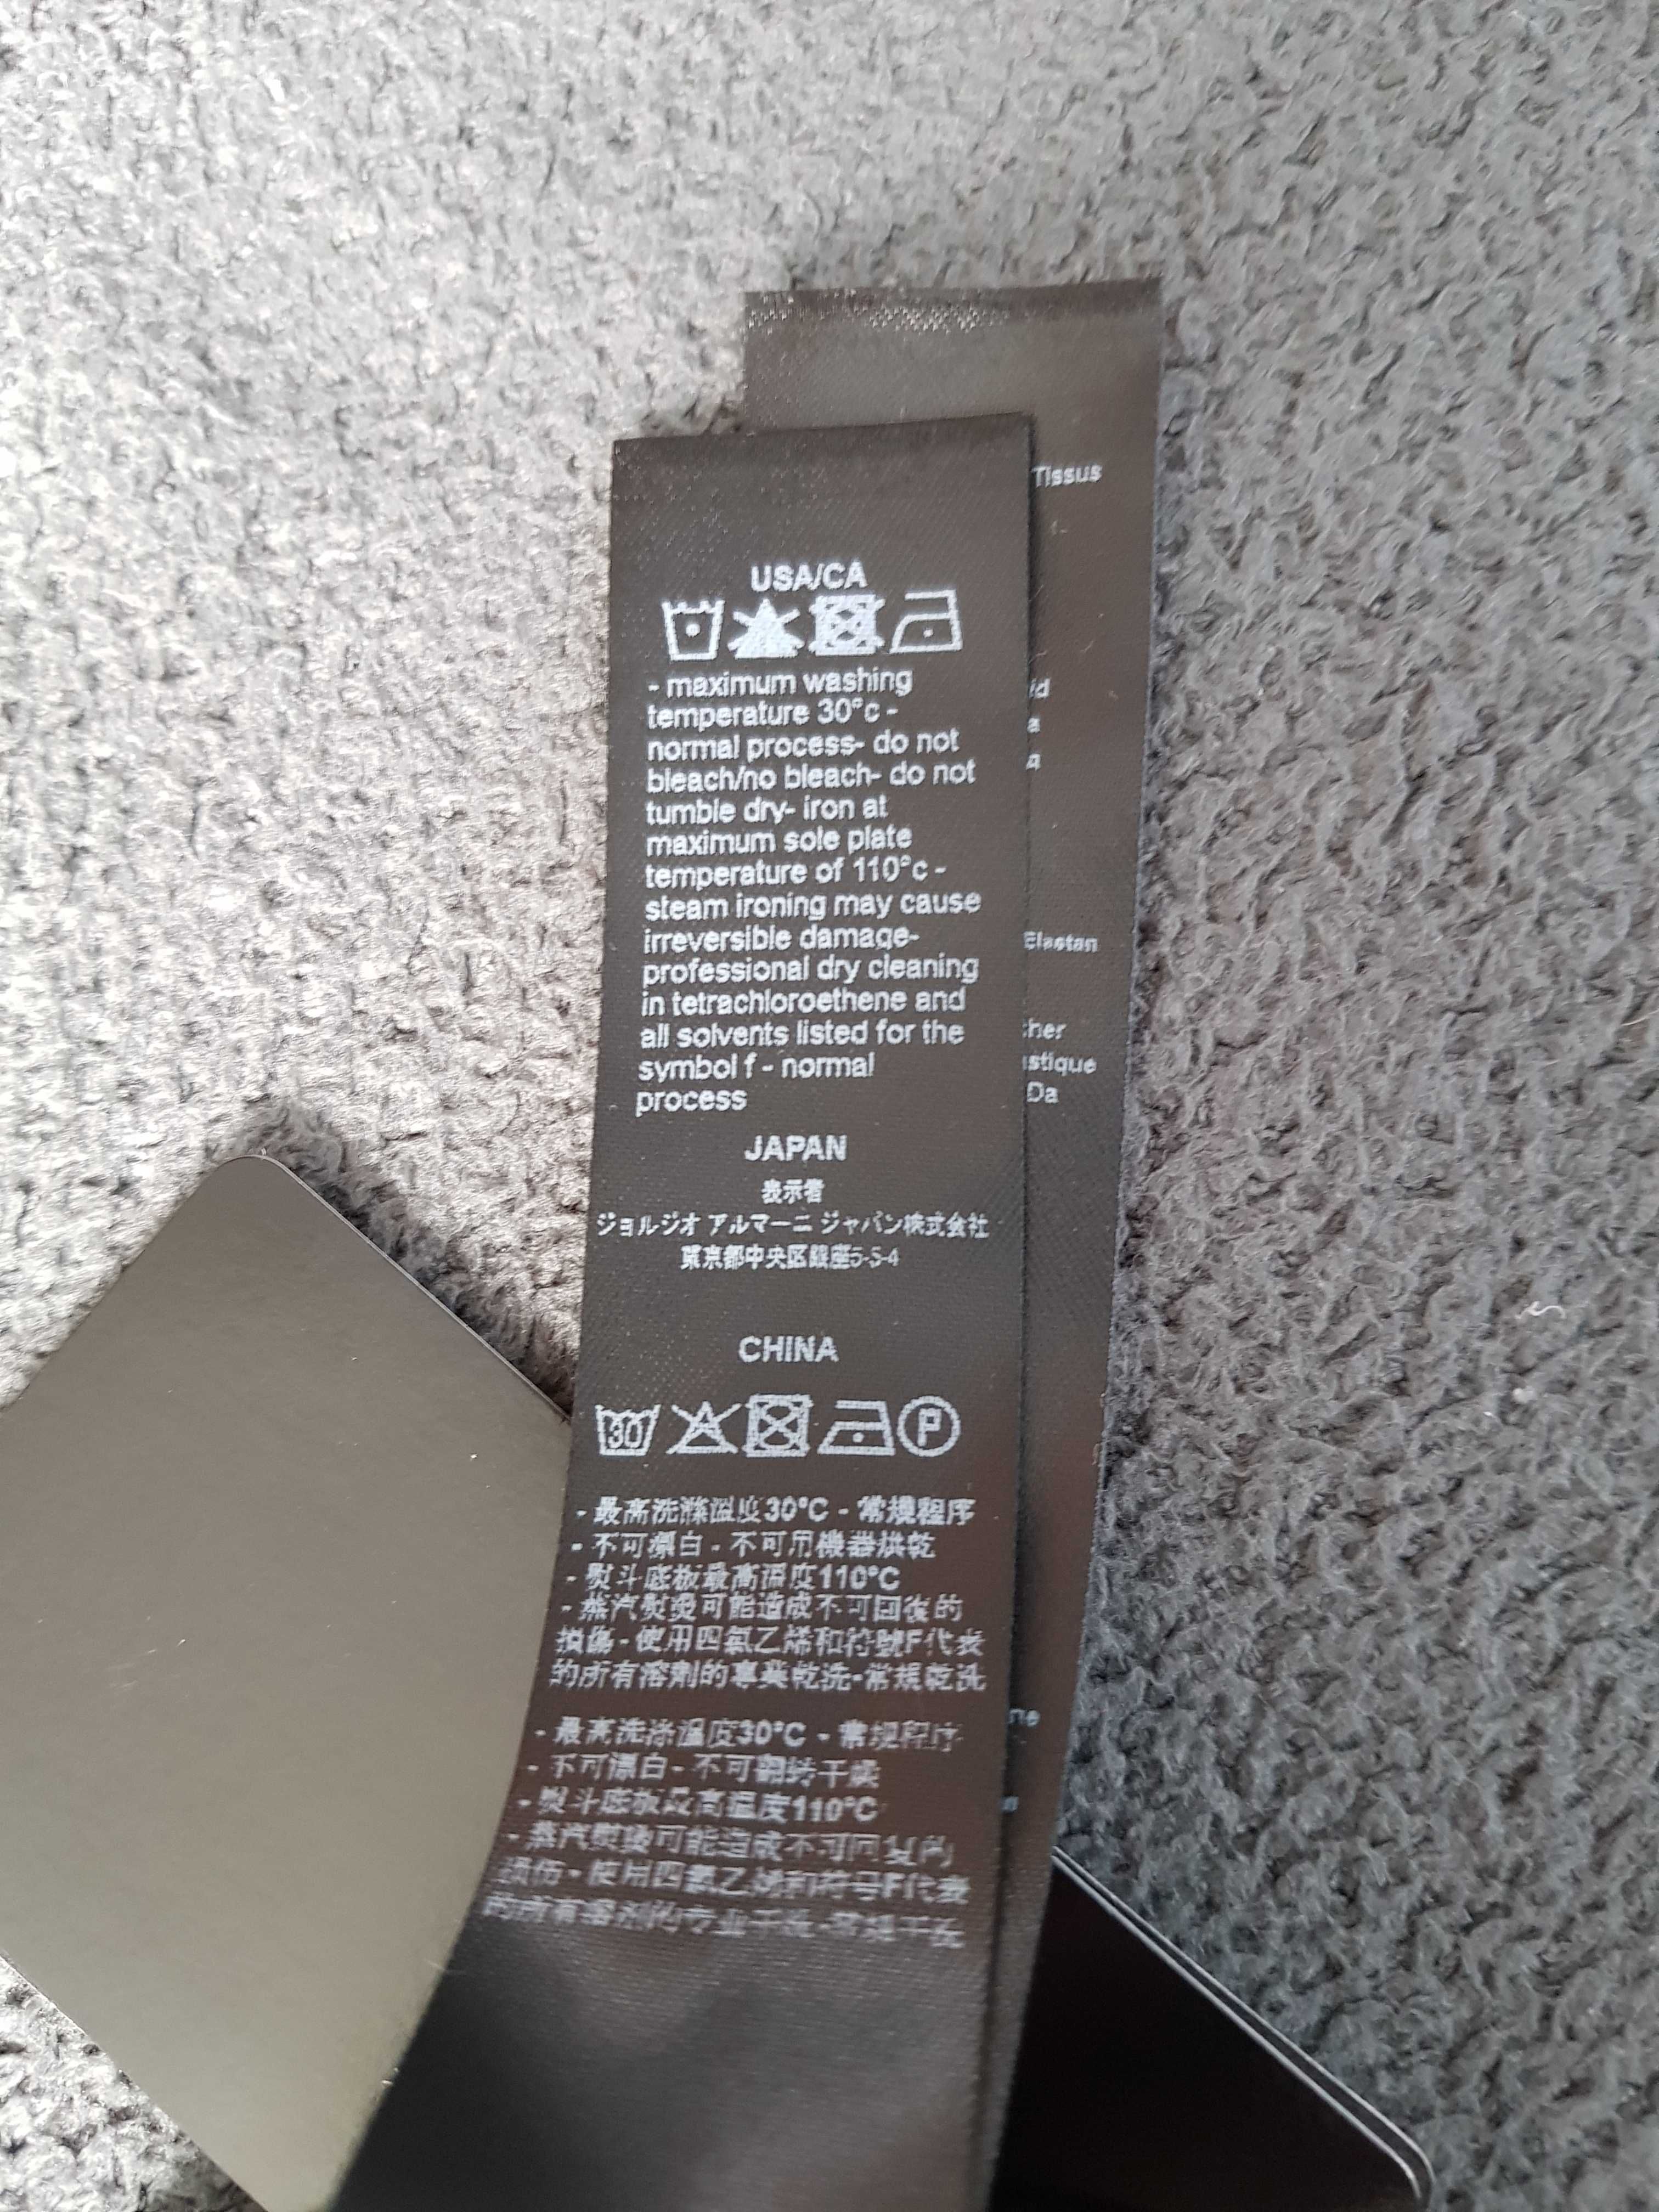 USA/CA
- maximum washing
temperature 30°c -
normal process- do not
bleach/no bleach- do not
tumble dry- iron at
maximum sole plate
temperature of 110°c -
steam ironing may cause
irreversible damage-
professional dry cleaning
in tetrachloroethene and
all solvents listed for the
symbol f - normal
process
JAPAN
表示者
ジョルジオ アルマーニ ジャパン株式会社
東京都中央区銀座5-5-4
CHINA
30
P
- 最高洗滌溫度30°C - 常規程序
- 不可漂白 - 不可用機器烘乾
- 熨斗底板最高溫度110°C
- 蒸汽熨燙可能造成不可回復的
損傷 - 使用四氯乙烯和符號F代表
的所有溶劑的專業乾洗-常規乾洗
- 最高洗涤温度30°C - 常规程序
- 不可漂白 - 不可翻转干燥
- 熨斗底板最高温度110°C
- 蒸汽熨烫可能造成不可回复的
损伤 - 使用四氯乙烯和符号F代表
的所有溶剂的专业干洗-常规干洗
Tissus
Elastan
Da